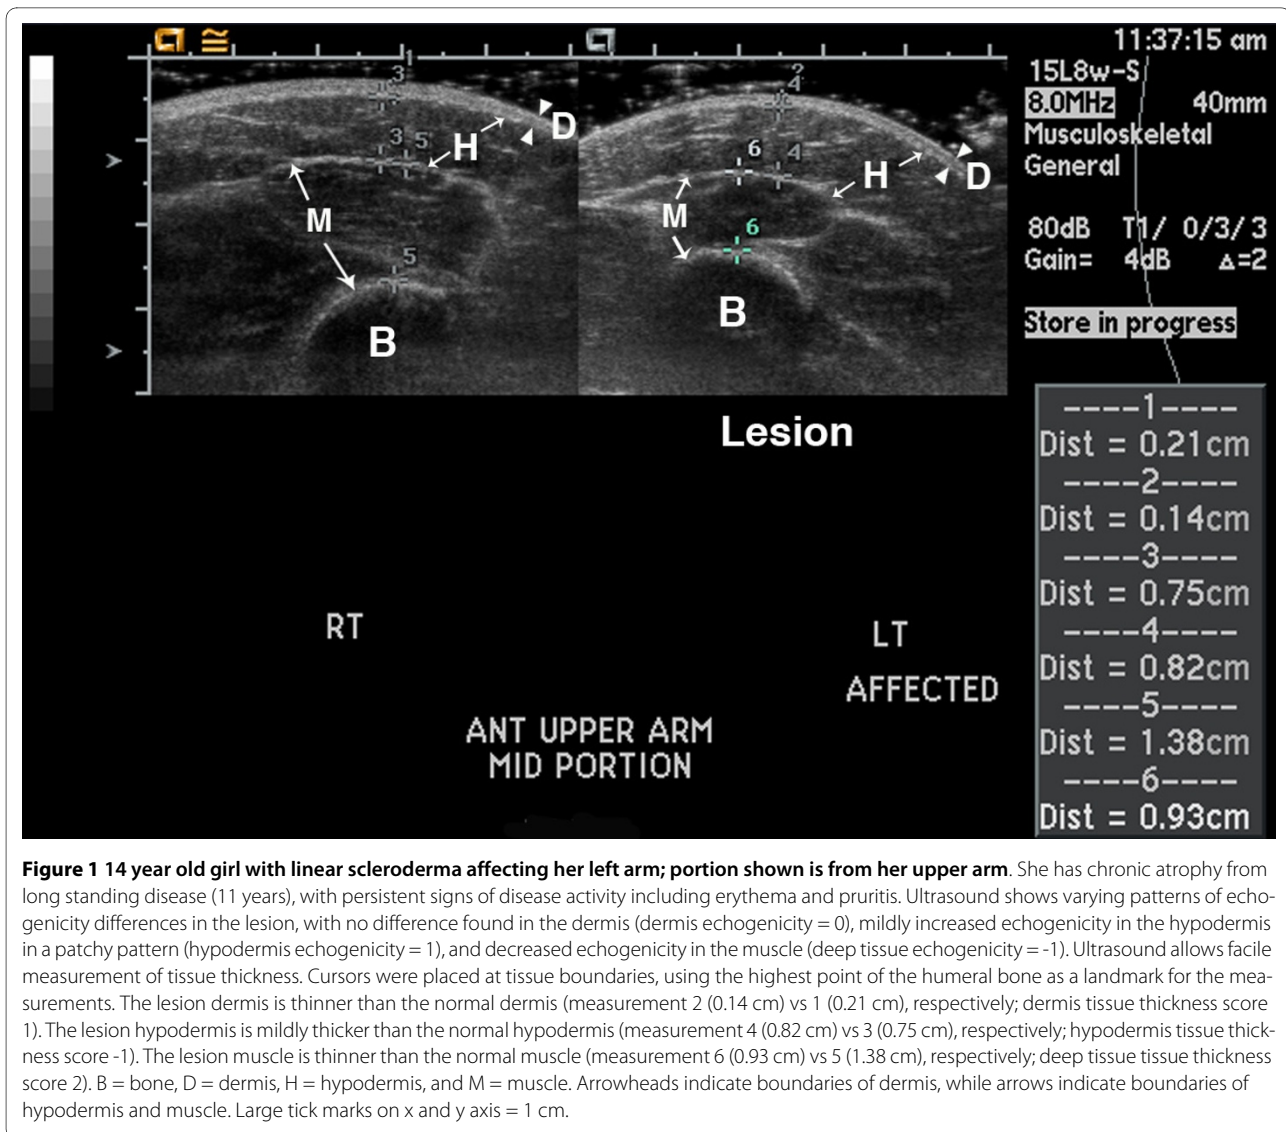 11:37:15 am
15L8w-S
8.0MHz 40mm
Musculoskeletal
General
80dB T1/ 0/3/3
Gain= 4dB Δ=2
Store in progress
1
3
3 5
H
D
M
5
B
2
4
6 4
H
D
M
6
B
Lesion
RT
LT
AFFECTED
ANT UPPER ARM
MID PORTION
----1----
Dist = 0.21cm
----2----
Dist = 0.14cm
----3----
Dist = 0.75cm
----4----
Dist = 0.82cm
----5----
Dist = 1.38cm
----6----
Dist = 0.93cm
Figure 1 14 year old girl with linear scleroderma affecting her left arm; portion shown is from her upper arm. She has chronic atrophy from
long standing disease (11 years), with persistent signs of disease activity including erythema and pruritis. Ultrasound shows varying patterns of echo-
genicity differences in the lesion, with no difference found in the dermis (dermis echogenicity = 0), mildly increased echogenicity in the hypodermis
in a patchy pattern (hypodermis echogenicity = 1), and decreased echogenicity in the muscle (deep tissue echogenicity = -1). Ultrasound allows facile
measurement of tissue thickness. Cursors were placed at tissue boundaries, using the highest point of the humeral bone as a landmark for the mea-
surements. The lesion dermis is thinner than the normal dermis (measurement 2 (0.14 cm) vs 1 (0.21 cm), respectively; dermis tissue thickness score
1). The lesion hypodermis is mildly thicker than the normal hypodermis (measurement 4 (0.82 cm) vs 3 (0.75 cm), respectively; hypodermis tissue thick-
ness score -1). The lesion muscle is thinner than the normal muscle (measurement 6 (0.93 cm) vs 5 (1.38 cm), respectively; deep tissue tissue thickness
score 2). B = bone, D = dermis, H = hypodermis, and M = muscle. Arrowheads indicate boundaries of dermis, while arrows indicate boundaries of
hypodermis and muscle. Large tick marks on x and y axis = 1 cm.